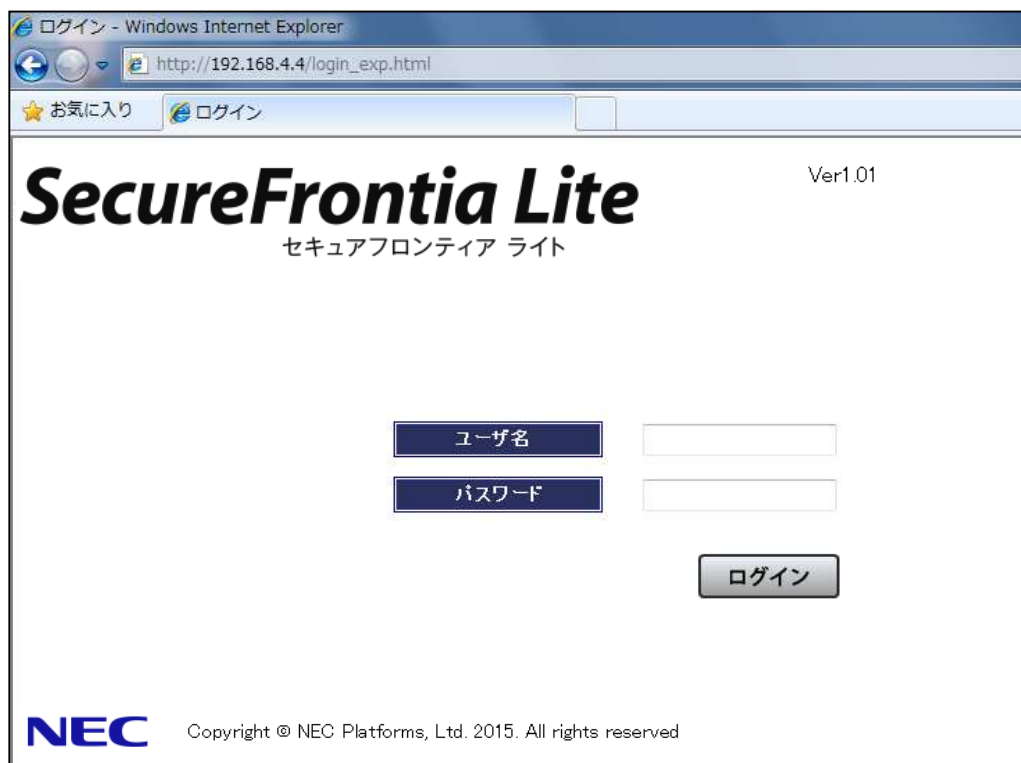 ログイン - Windows Internet Explorer
http://192.168.4.4/login_exp.html
お気に入り
ログイン
SecureFrontia Lite
Ver1.01
セキュアフロンティア ライト
ユーザ名
パスワード
ログイン
NEC
Copyright © NEC Platforms, Ltd. 2015. All rights reserved